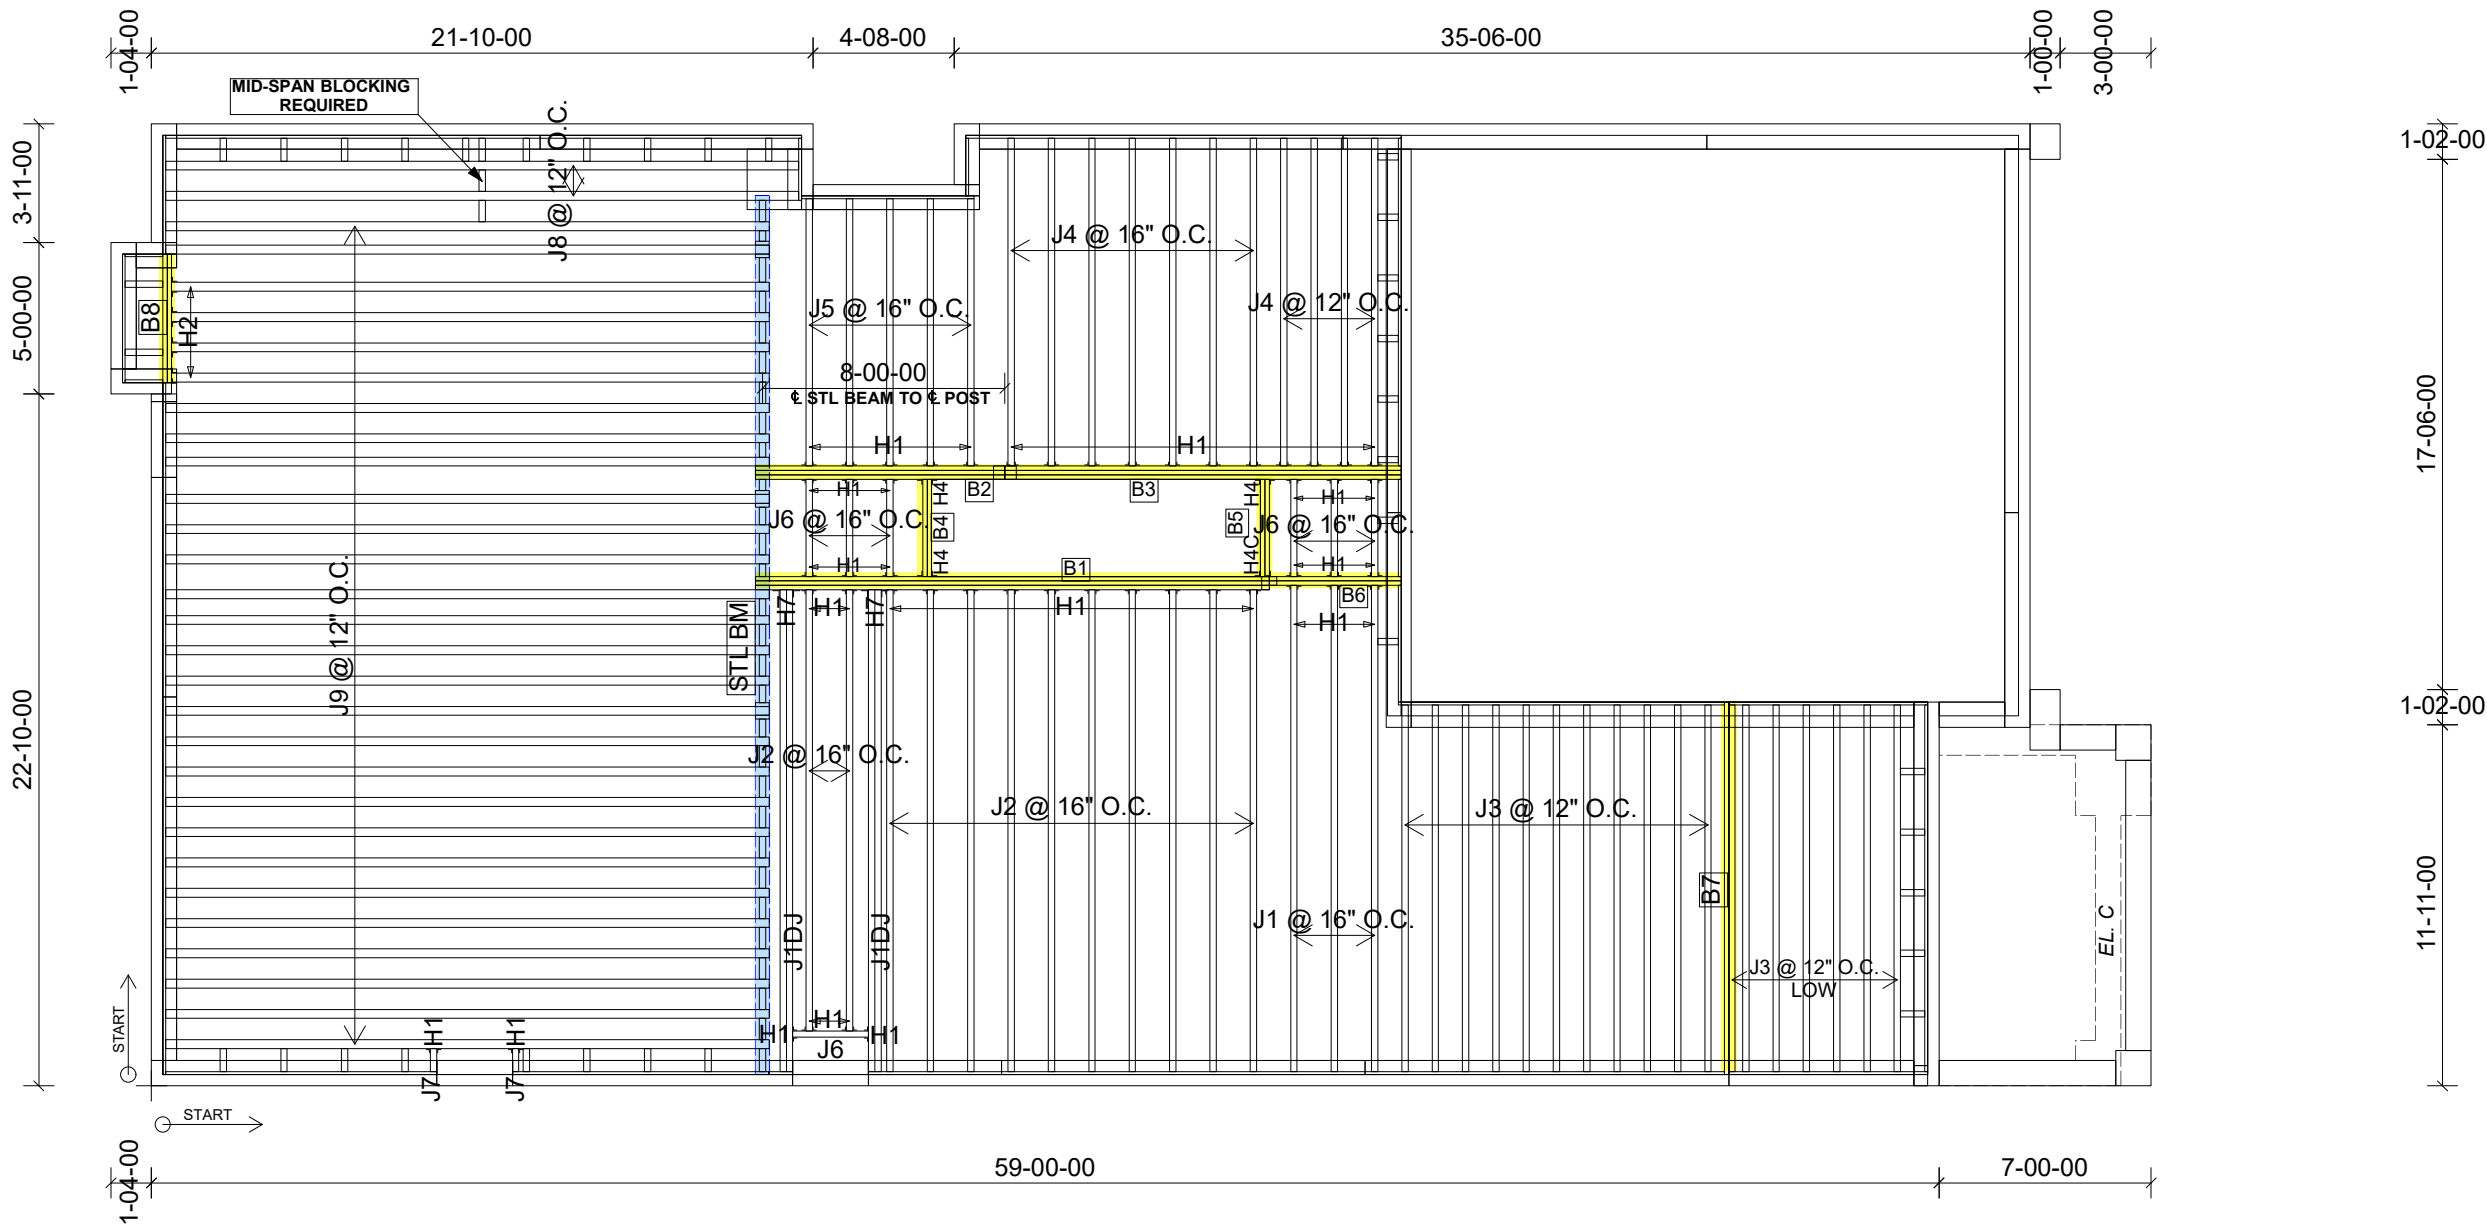 1-04-00
21-10-00
4-08-00
35-06-00
1-00-00
3-00-00
MID-SPAN BLOCKING
REQUIRED
J8 @ 12" O.C.
3-11-00
1-02-00
J4 @ 16" O.C.
J5 @ 16" O.C.
J4 @ 12" O.C.
5-00-00
B8
H2
8-00-00
℄ STL BEAM TO ℄ POST
17-06-00
H1
H1
H1
B2
B3
H4
H4
H1
J6 @ 16" O.C.
B4
B5
J6 @ 16" O.C.
H4
H4C
H1
B1
H1
B6
H7
H1
H7
H1
H1
J9 @ 12" O.C.
STL BM
22-10-00
1-02-00
J2 @ 16" O.C.
J2 @ 16" O.C.
J3 @ 12" O.C.
B7
J1 @ 16" O.C.
J1DJ
J1DJ
11-11-00
EL. C
J3 @ 12" O.C.
LOW
START
H1
H1
H1
H1
H1
J6
J7
J7
START
1-04-00
59-00-00
7-00-00